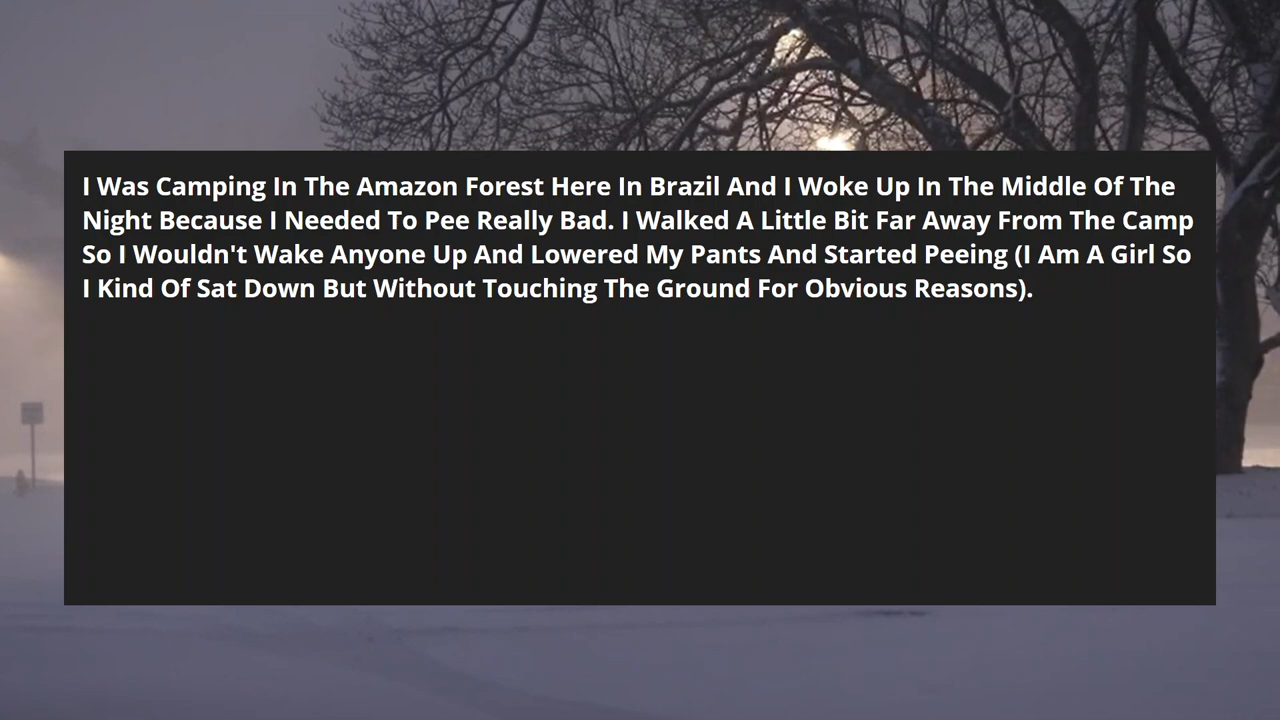 I Was Camping In The Amazon Forest Here In Brazil And I Woke Up In The Middle Of The
Night Because I Needed To Pee Really Bad. I Walked A Little Bit Far Away From The Camp
So I Wouldn't Wake Anyone Up And Lowered My Pants And Started Peeing (I Am A Girl So
I Kind Of Sat Down But Without Touching The Ground For Obvious Reasons).